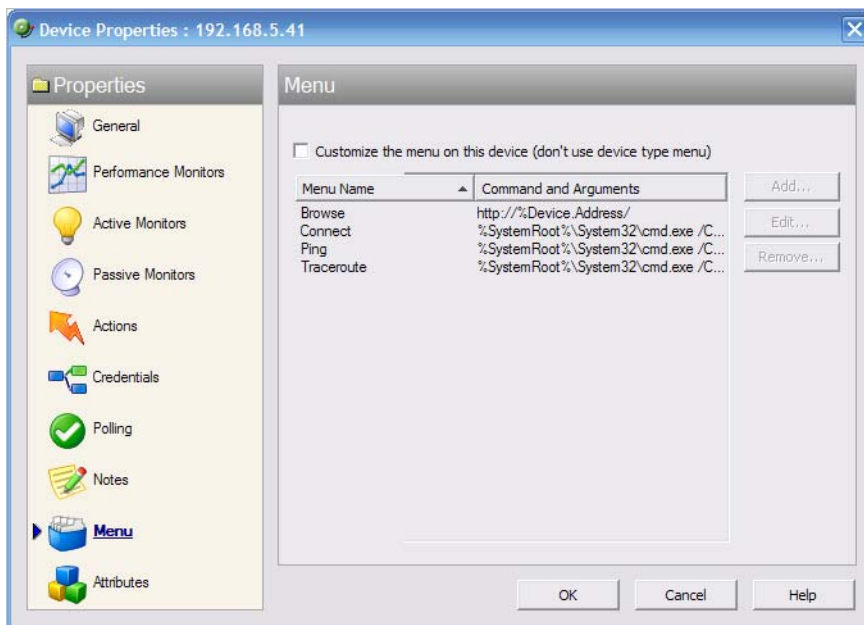 Device Properties : 192.168.5.41
Properties
General
Performance Monitors
Active Monitors
Passive Monitors
Actions
Credentials
Polling
Notes
Menu
Attributes
Menu
Customize the menu on this device (don't use device type menu)
Menu Name Command and Arguments
Browse http://%Device.Address/
Connect %SystemRoot%\System32\cmd.exe /C...
Ping %SystemRoot%\System32\cmd.exe /C...
Traceroute %SystemRoot%\System32\cmd.exe /C...
Add...
Edit...
Remove...
OK Cancel Help